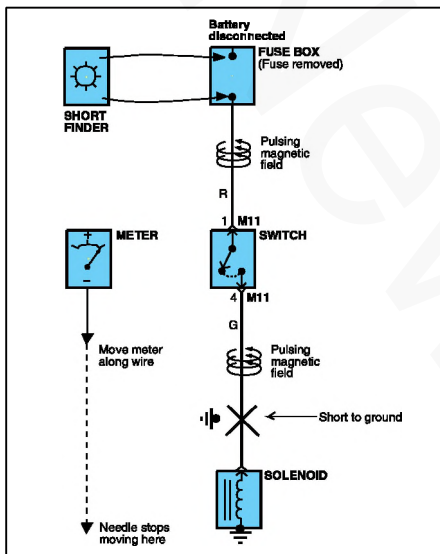 Battery
disconnected
FUSE BOX
(Fuse removed)
SHORT
FINDER
Pulsing
magnetic
field
R
1 M11
METER
+
–
SWITCH
4 M11
G
Move meter
along wire
Pulsing
magnetic
field
Short to ground
SOLENOID
Needle stops
moving here